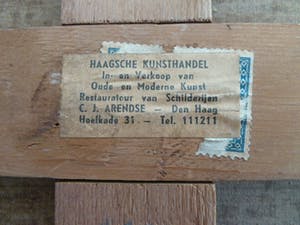 HAAGSCHE KUNSTHANDEL
In- en Verkoop van
Oude en Moderne Kunst
Restaurateur van Schilderijen
C. J. ARENDSE — Den Haag
Hoefkade 31. — Tel. 111211